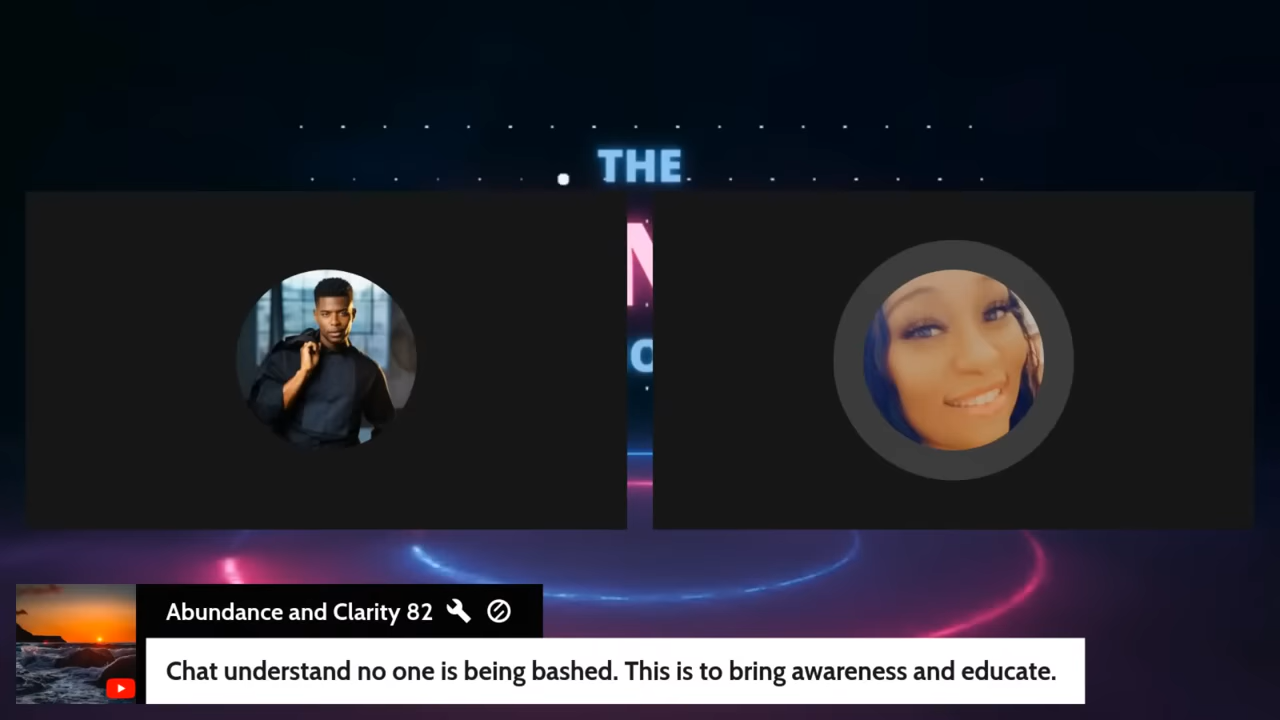 THE
Abundance and Clarity 82
Chat understand no one is being bashed. This is to bring awareness and educate.